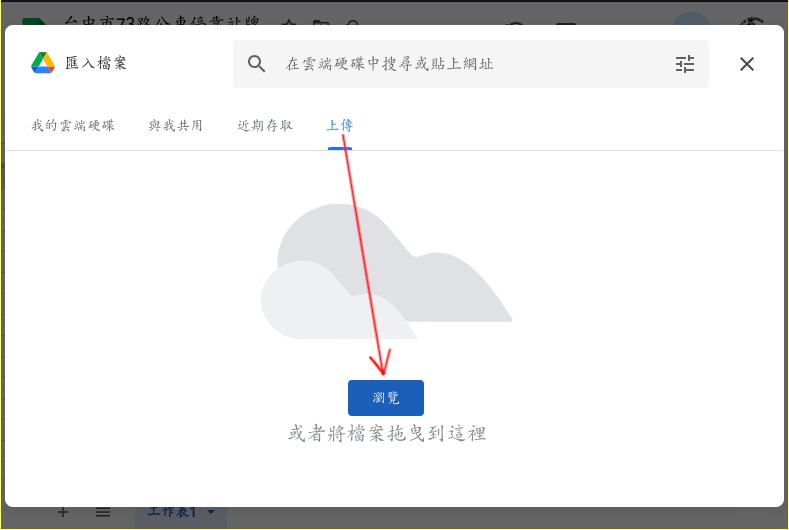 台中市73路公車停靠站牌
匯入檔案
在雲端硬碟中搜尋或貼上網址
我的雲端硬碟 與我共用 近期存取 上傳
瀏覽
或者將檔案拖曳到這裡
工作表1